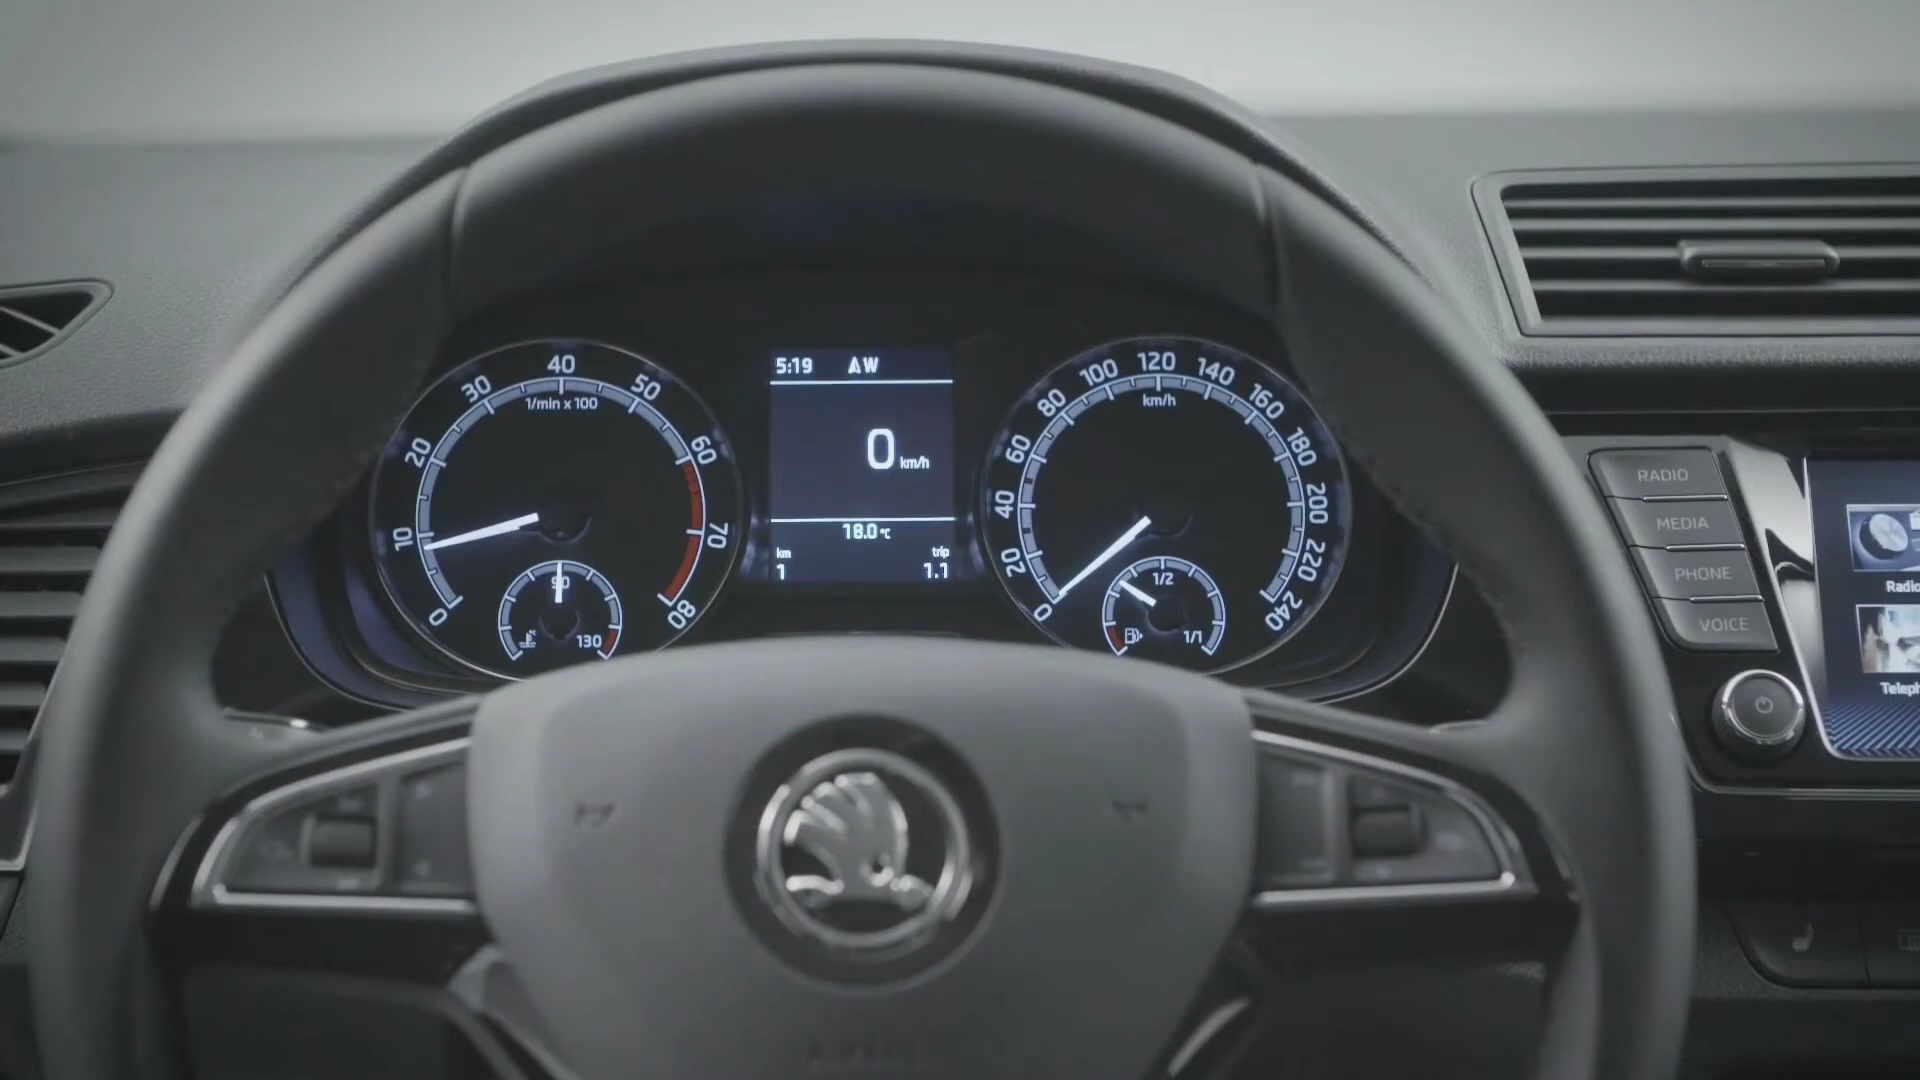 0
10
20
30
40
50
60
70
80
1/min x 100
90
130
5:19 AW
0 km/h
18.0 °C
km trip
1 1.1
0
20
40
60
80
100
120
140
160
180
200
220
240
km/h
1/2
1/1
RADIO
MEDIA
PHONE
VOICE